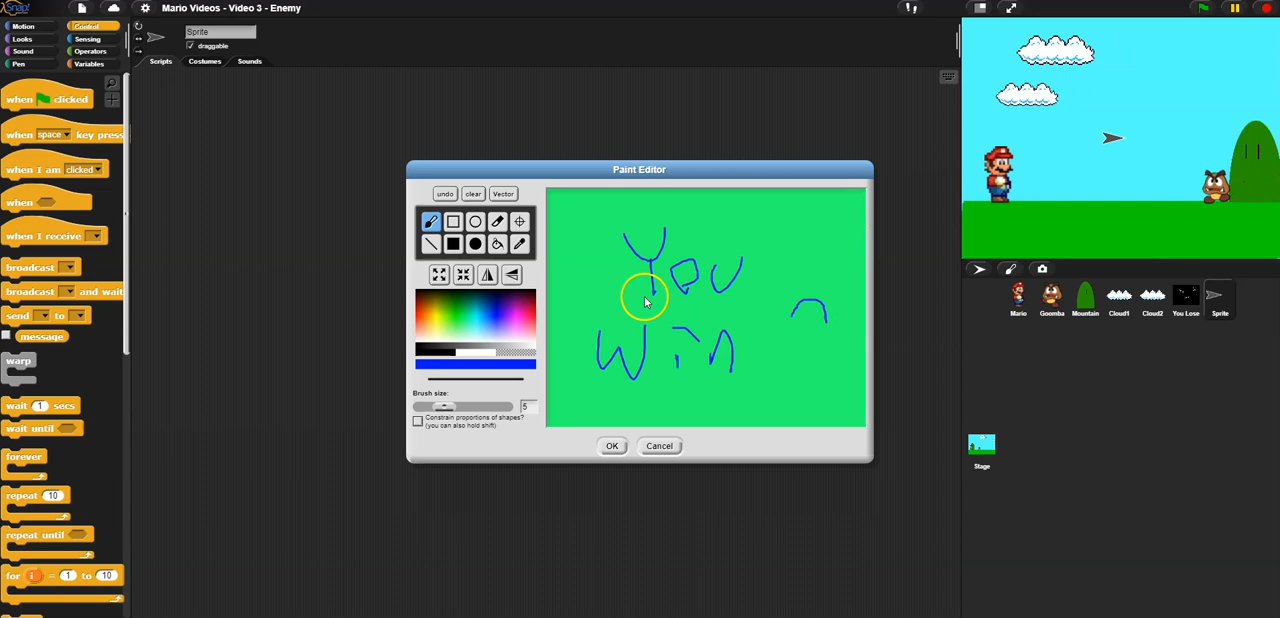 Snap!
Mario Videos - Video 3 - Enemy
Motion
Control
Looks
Sensing
Sound
Operators
Pen
Variables
Sprite
draggable
Scripts
Costumes
Sounds
when clicked
when space key press
when I am clicked
when
when I receive
broadcast
broadcast and wait
send to
message
warp
wait 1 secs
wait until
forever
repeat 10
repeat until
for i = 1 to 10
Paint Editor
undo
clear
Vector
Brush size:
5
Constrain proportions of shapes?
(you can also hold shift)
You
Win
OK
Cancel
Mario
Goomba
Mountain
Cloud1
Cloud2
You Lose
Sprite
Stage